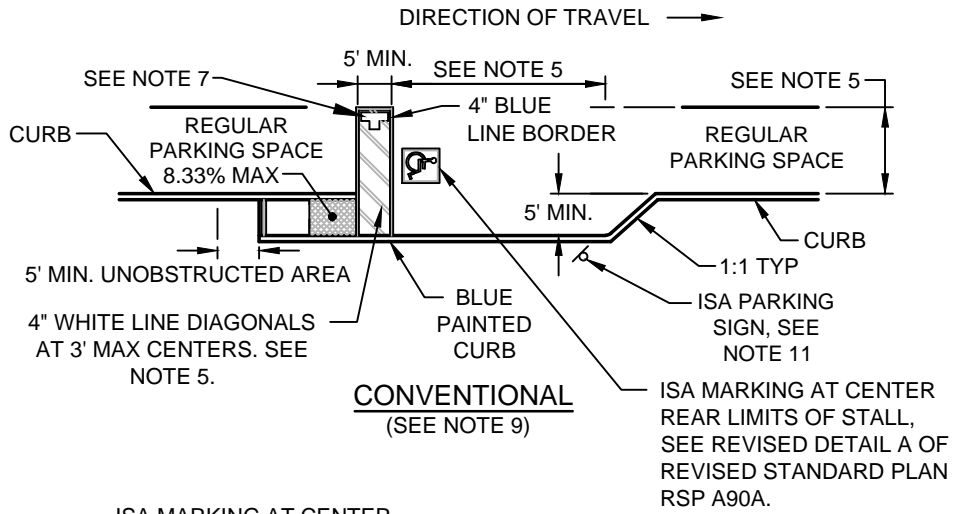 DIRECTION OF TRAVEL
5' MIN.
SEE NOTE 5
SEE NOTE 7
SEE NOTE 5
4" BLUE
LINE BORDER
CURB
REGULAR
PARKING SPACE
8.33% MAX
REGULAR
PARKING SPACE
5' MIN.
CURB
5' MIN. UNOBSTRUCTED AREA
1:1 TYP
BLUE
PAINTED
CURB
ISA PARKING
SIGN, SEE
NOTE 11
4" WHITE LINE DIAGONALS
AT 3' MAX CENTERS. SEE
NOTE 5.
CONVENTIONAL
(SEE NOTE 9)
ISA MARKING AT CENTER
REAR LIMITS OF STALL,
SEE REVISED DETAIL A OF
REVISED STANDARD PLAN
RSP A90A.
ISA MARKING AT CENTER